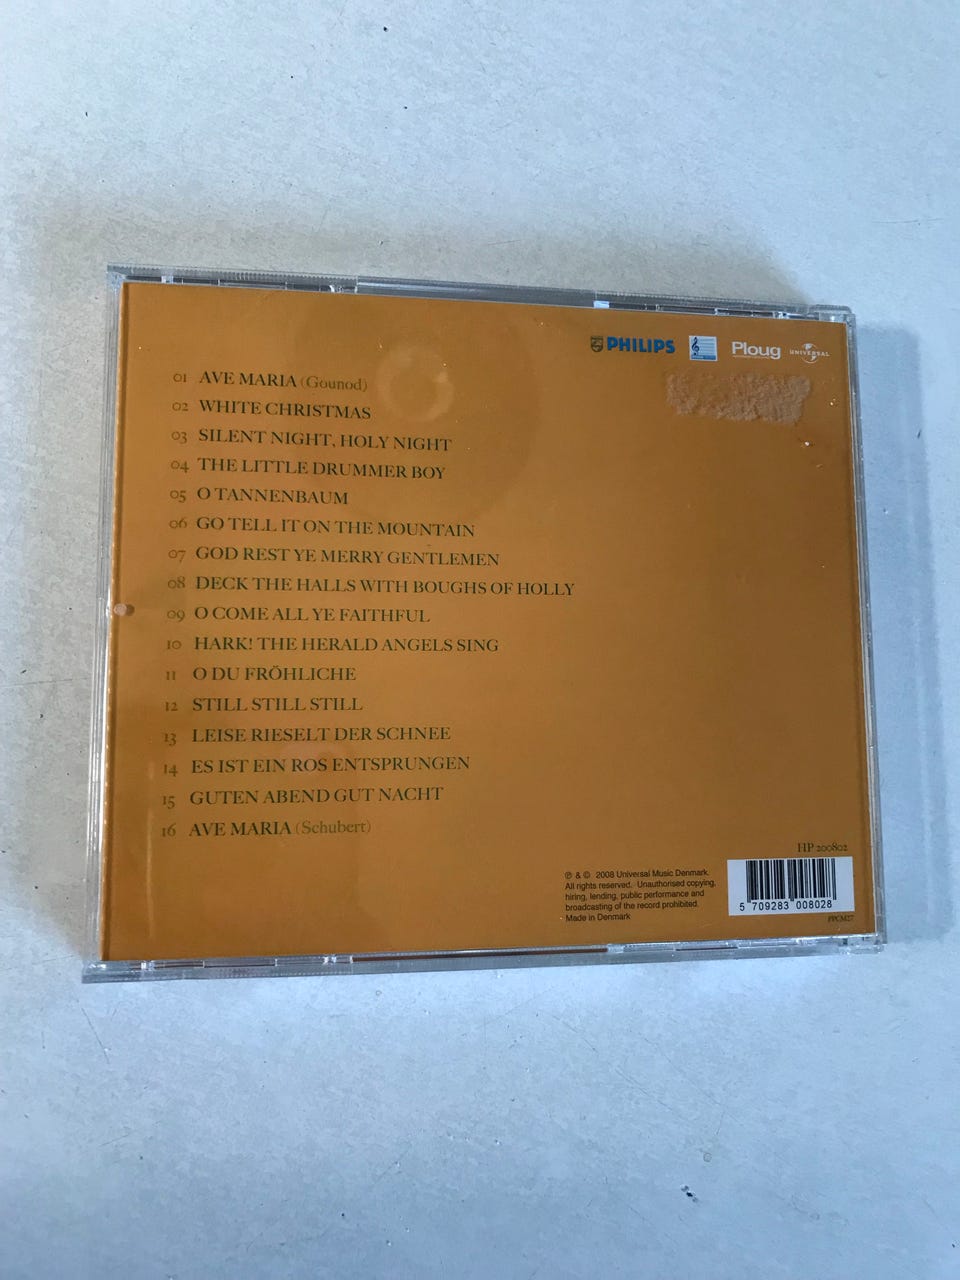 PHILIPS
Ploug
UNIVERSAL
01 AVE MARIA (Gounod)
02 WHITE CHRISTMAS
03 SILENT NIGHT, HOLY NIGHT
04 THE LITTLE DRUMMER BOY
05 O TANNENBAUM
06 GO TELL IT ON THE MOUNTAIN
07 GOD REST YE MERRY GENTLEMEN
08 DECK THE HALLS WITH BOUGHS OF HOLLY
09 O COME ALL YE FAITHFUL
10 HARK! THE HERALD ANGELS SING
11 O DU FRÖHLICHE
12 STILL STILL STILL
13 LEISE RIESELT DER SCHNEE
14 ES IST EIN ROS ENTSPRUNGEN
15 GUTEN ABEND GUT NACHT
16 AVE MARIA (Schubert)
HP 200802
℗ & © 2008 Universal Music Denmark.
All rights reserved. Unauthorised copying,
hiring, lending, public performance and
broadcasting of the record prohibited.
Made in Denmark
5 709283 008028
PPCM27